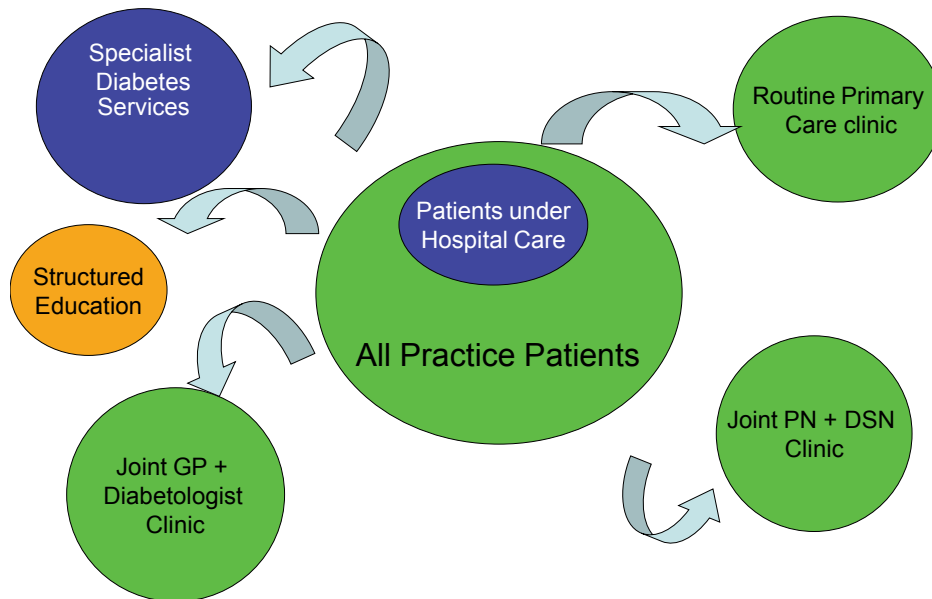 Specialist
Diabetes
Services
Routine Primary
Care clinic
Patients under
Hospital Care
Structured
Education
All Practice Patients
Joint PN + DSN
Clinic
Joint GP +
Diabetologist
Clinic